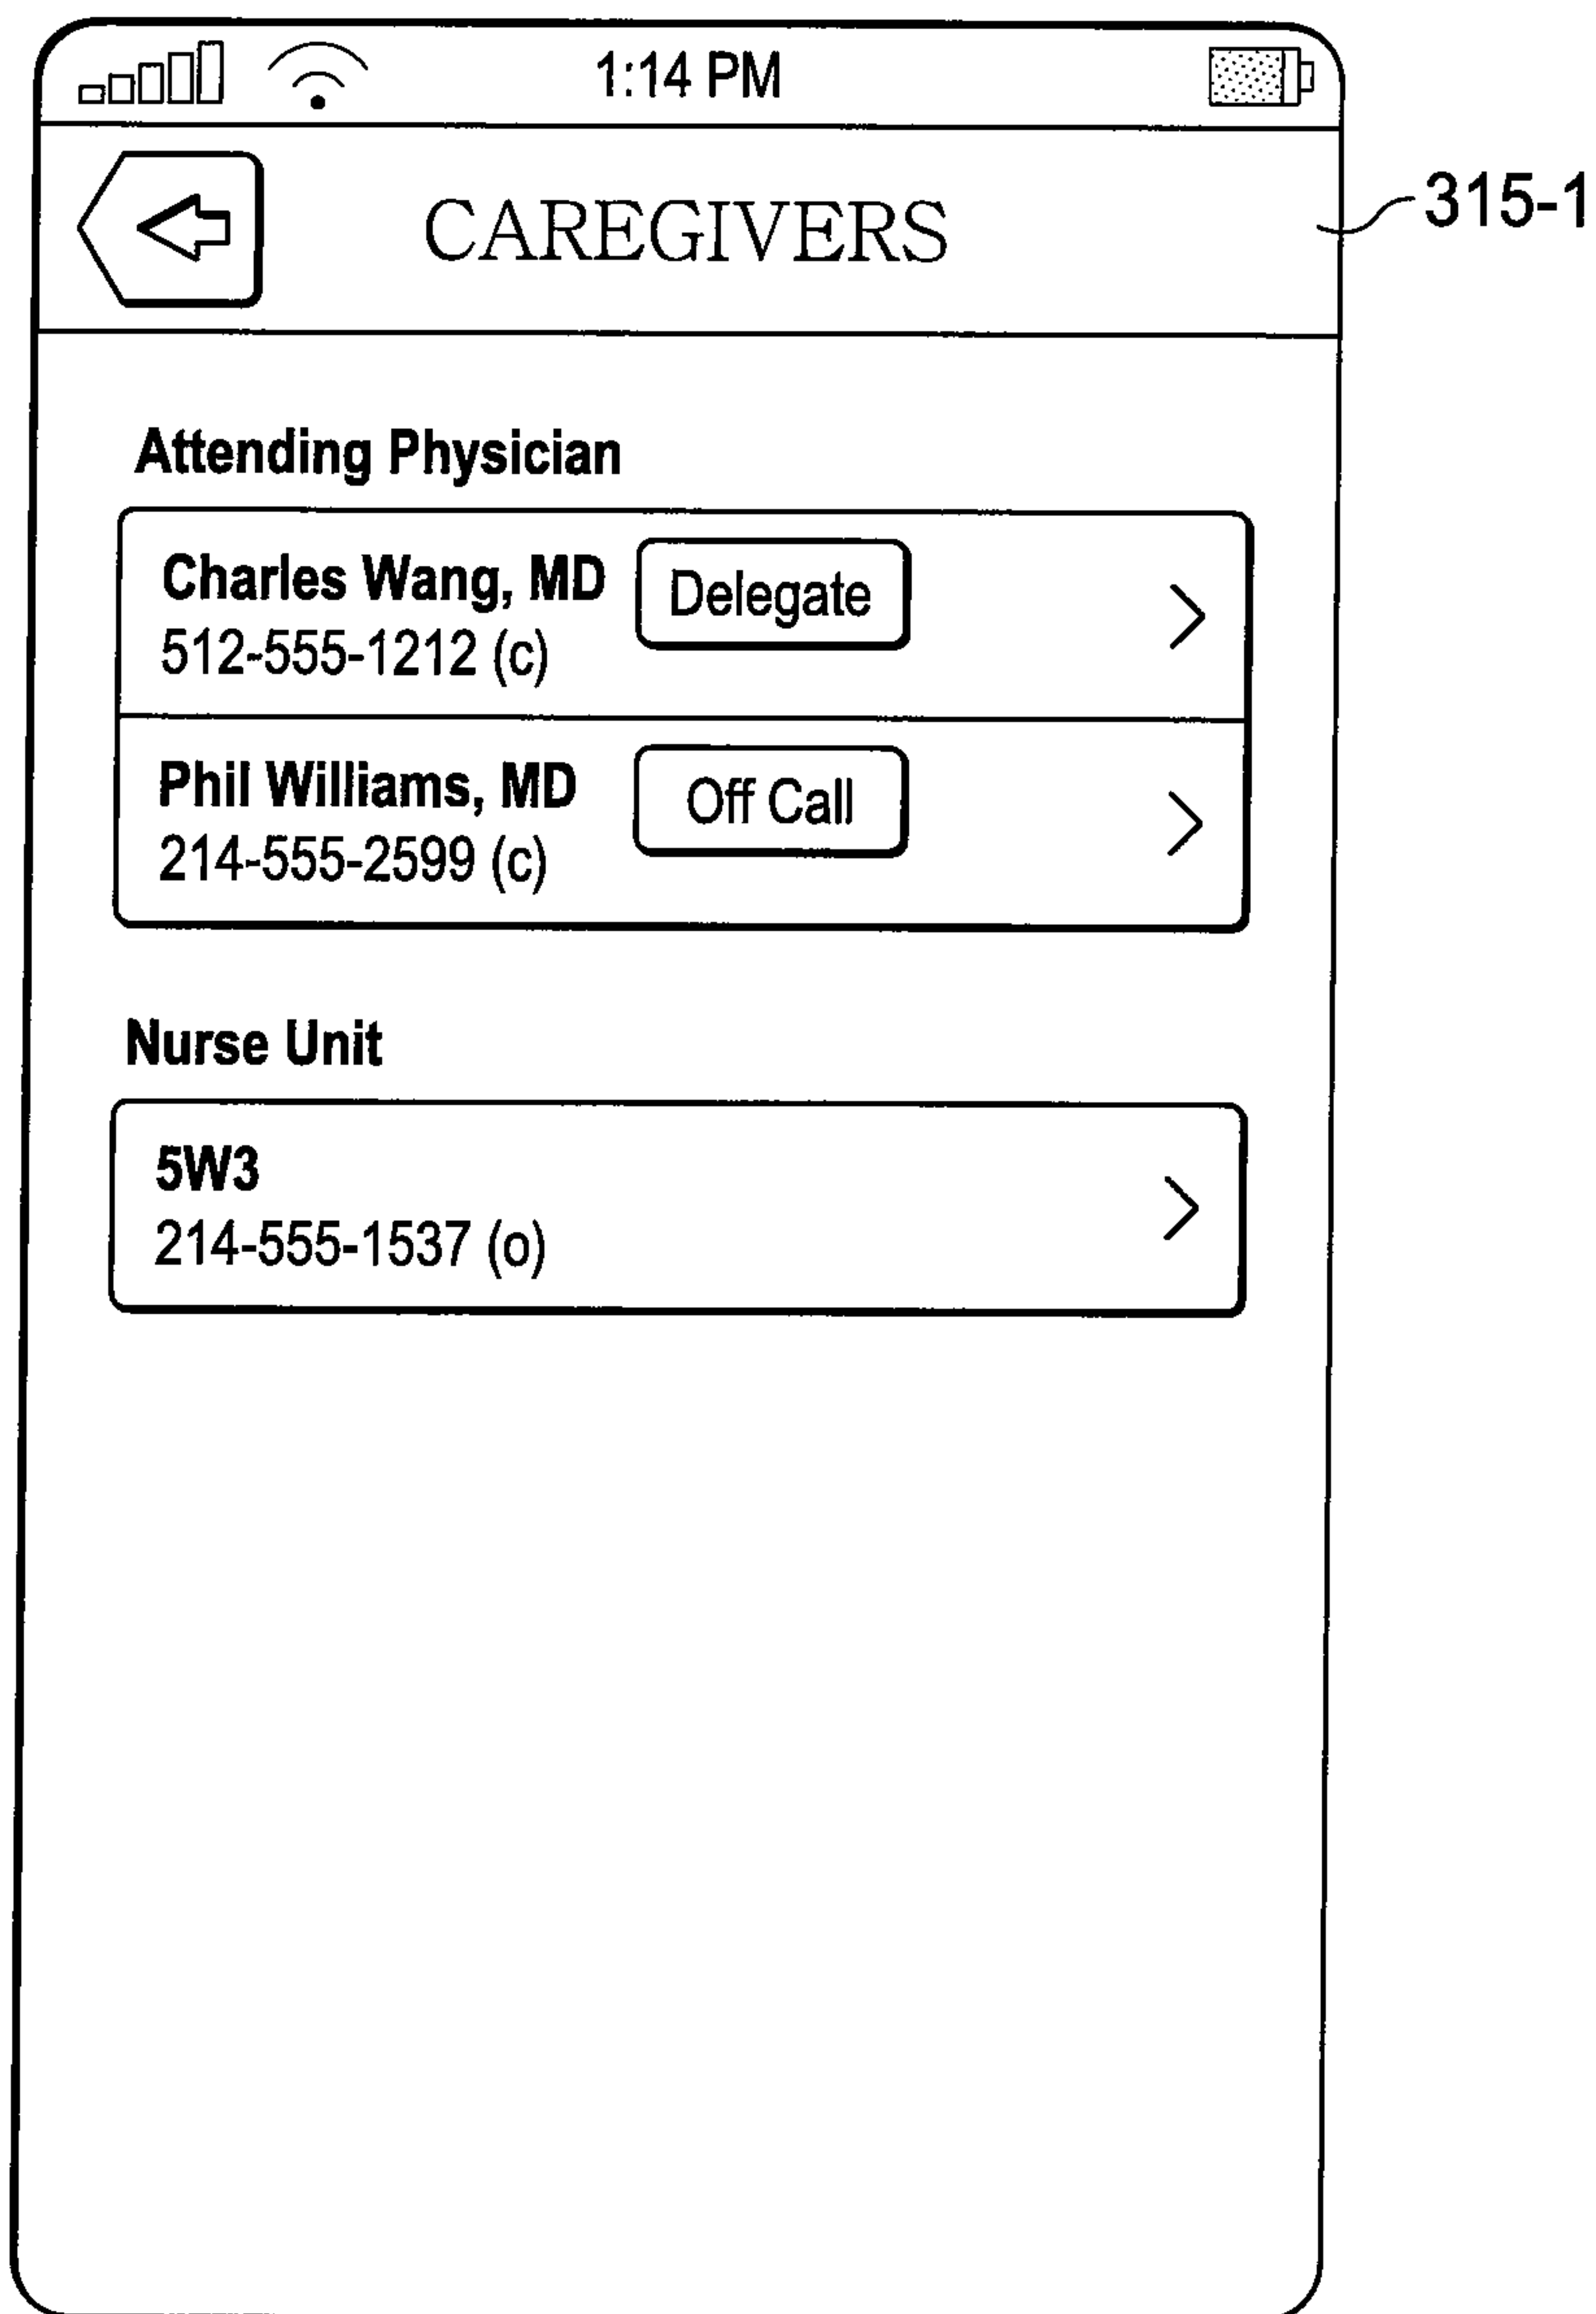 1:14 PM
CAREGIVERS
315-1
Attending Physician
Charles Wang, MD
Delegate
512-555-1212 (c)
Phil Williams, MD
Off Call
214-555-2599 (c)
Nurse Unit
5W3
214-555-1537 (o)